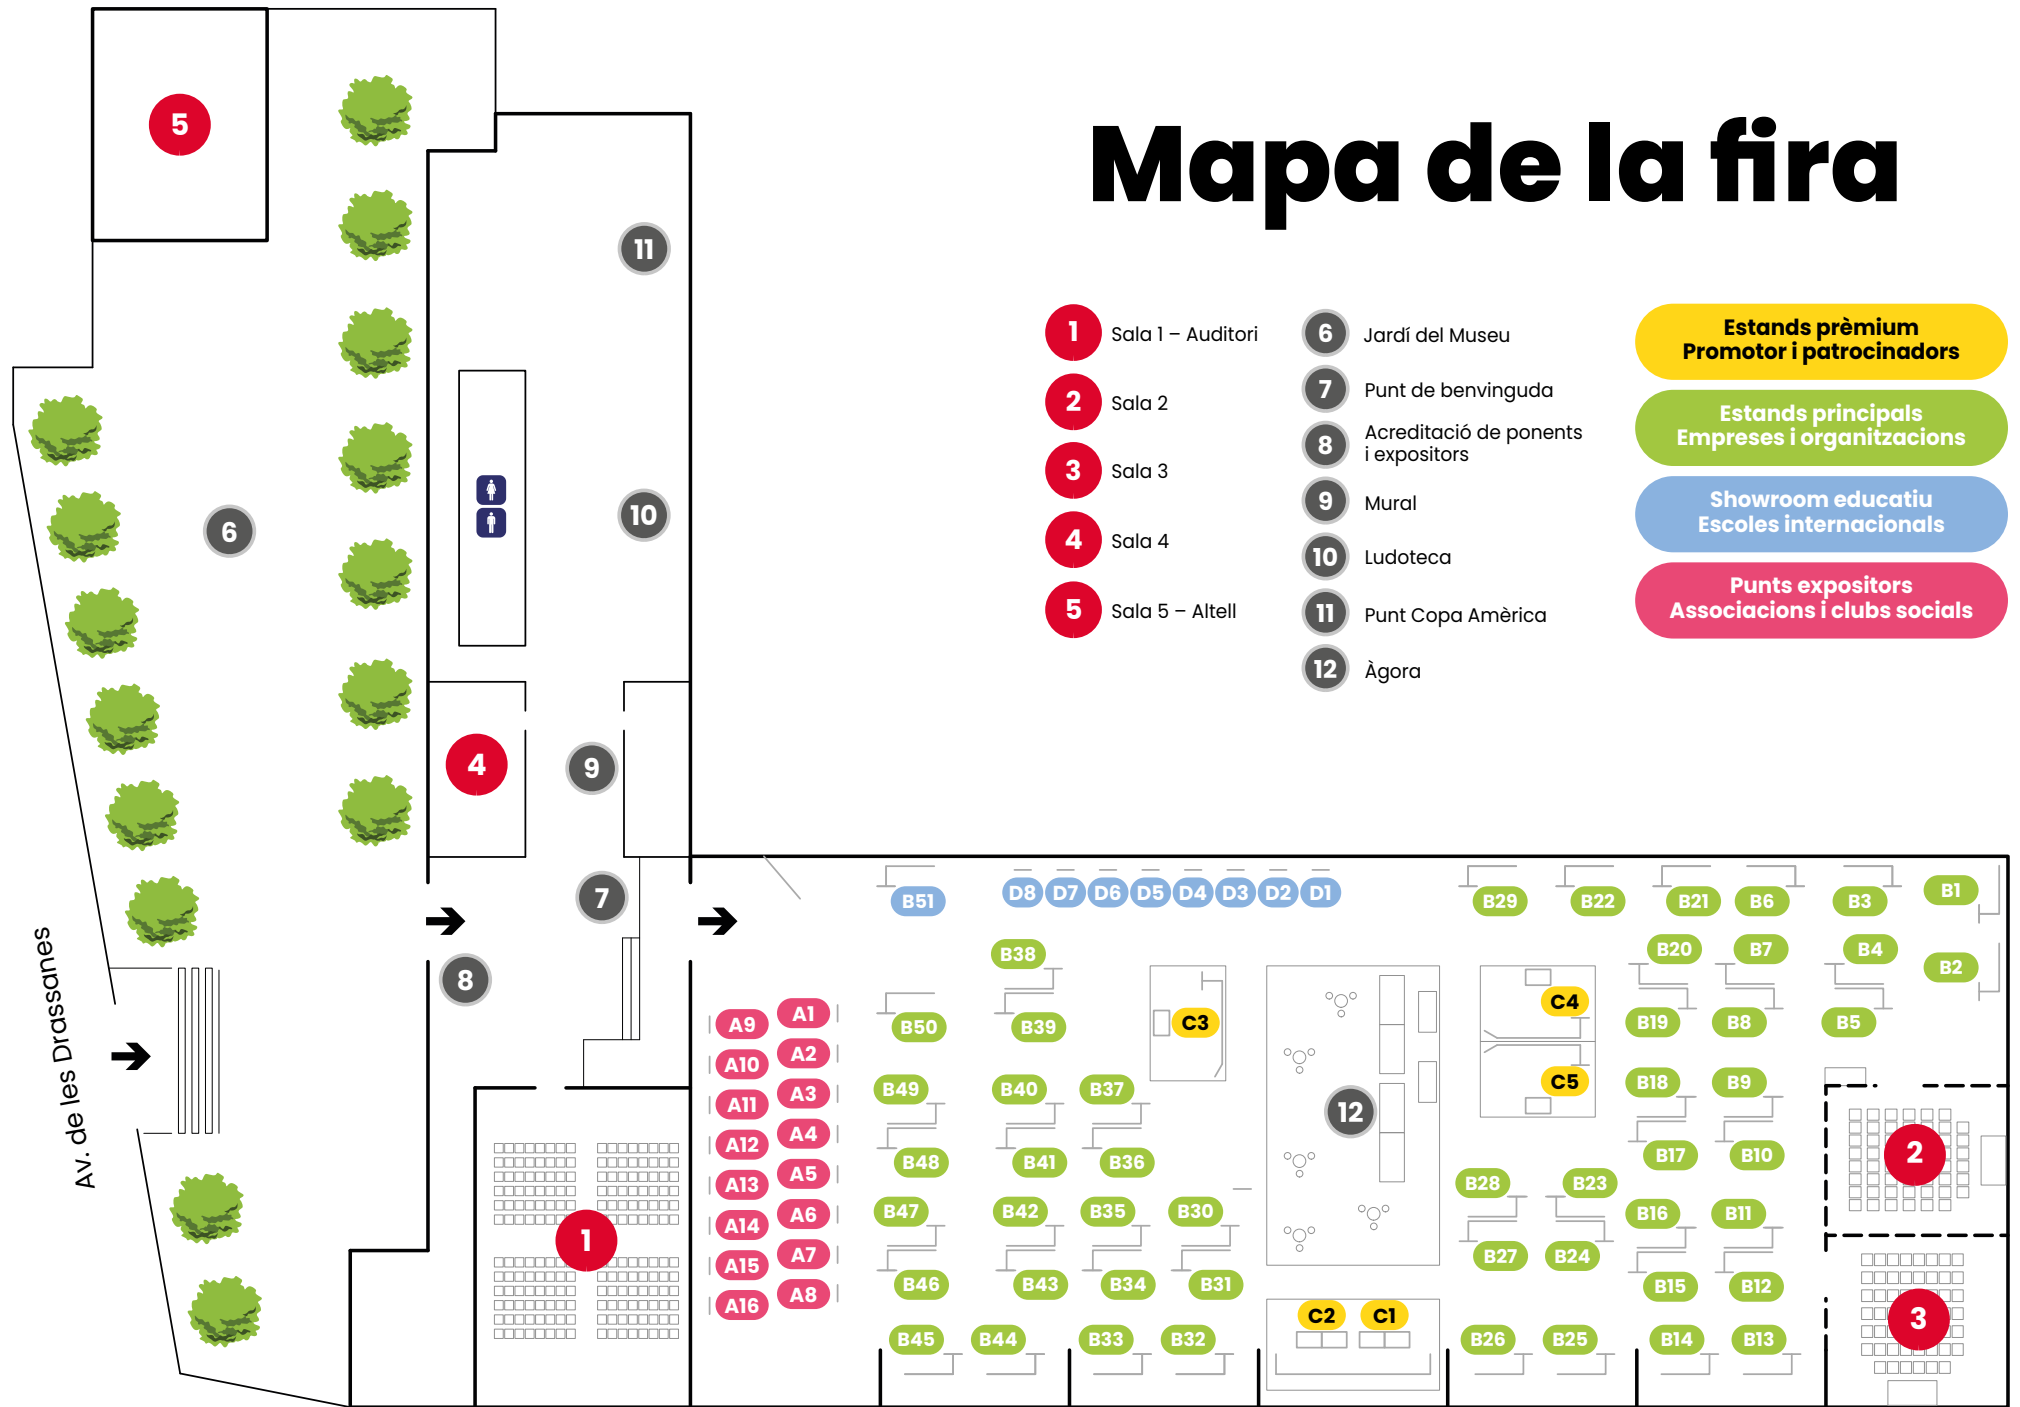 Mapa de la fira
1 Sala 1 – Auditori
2 Sala 2
3 Sala 3
4 Sala 4
5 Sala 5 – Altell
6 Jardí del Museu
7 Punt de benvinguda
8 Acreditació de ponents
i expositors
9 Mural
10 Ludoteca
11 Punt Copa Amèrica
12 Àgora
Estands prèmium
Promotor i patrocinadors
Estands principals
Empreses i organitzacions
Showroom educatiu
Escoles internacionals
Punts expositors
Associacions i clubs socials
5
11
10
6
4
9
7
8
Av. de les Drassanes
1
B51 D8 D7 D6 D5 D4 D3 D2 D1 B29 B22 B21 B6 B3 B1
B38 B20 B7 B4 B2
A9 A1 B50 B39 C3 C4 B19 B8 B5
A10 A2
A11 A3 B49 B40 B37 C5 B18 B9
A12 A4 12
A13 A5 B48 B41 B36 B17 B10 2
A14 A6 B47 B42 B35 B30 B28 B23 B16 B11
A15 A7 B27 B24
A16 A8 B46 B43 B34 B31 B15 B12
C2 C1 3
B45 B44 B33 B32 B26 B25 B14 B13